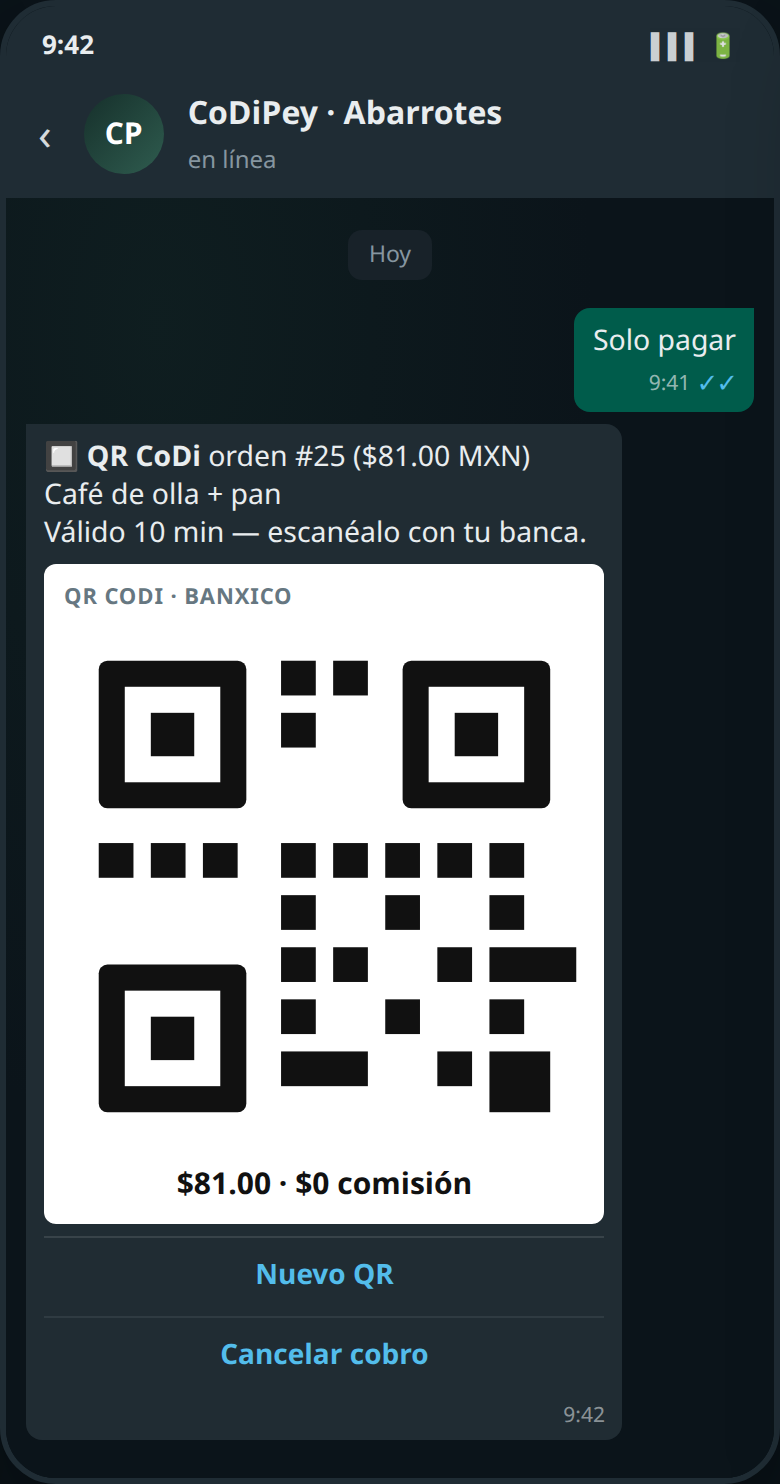 9:42
‹ CP CoDiPey · Abarrotes
en línea
Hoy
Solo pagar
9:41 ✓✓
🔲 QR CoDi orden #25 ($81.00 MXN)
Café de olla + pan
Válido 10 min — escanéalo con tu banca.
QR CODI · BANXICO
$81.00 · $0 comisión
Nuevo QR
Cancelar cobro
9:42